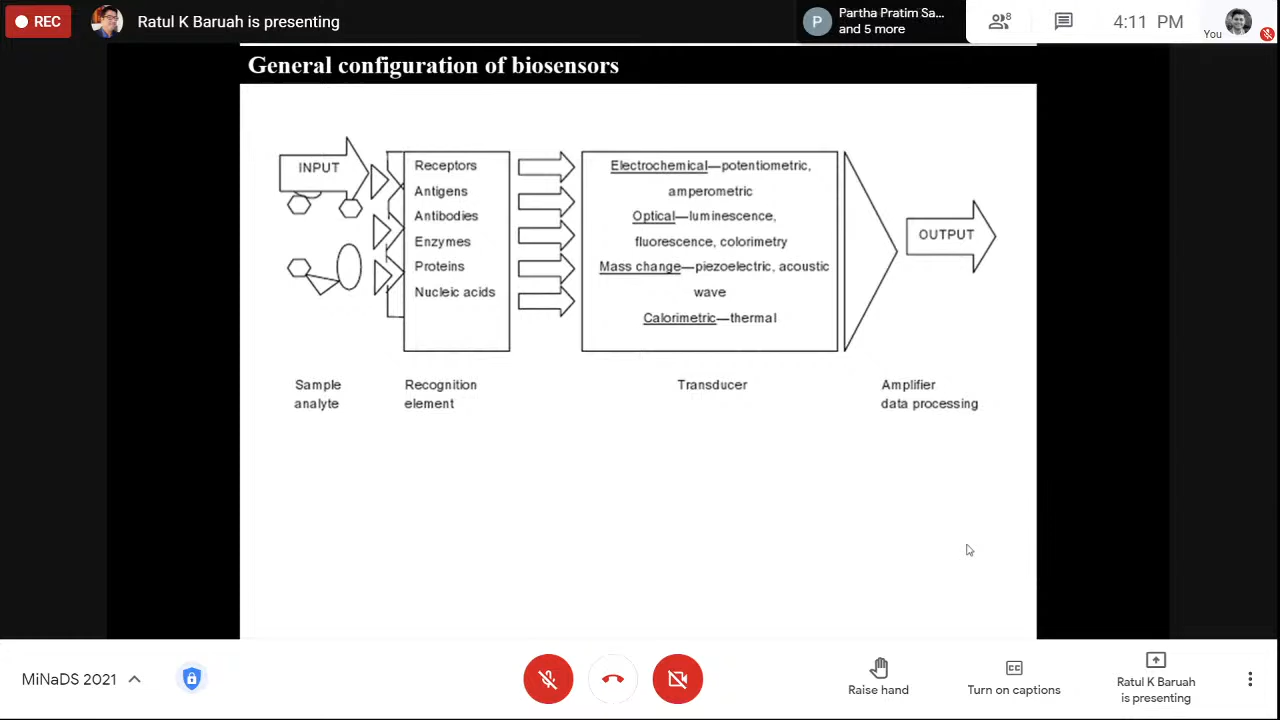 REC
Ratul K Baruah is presenting
P
Partha Pratim Sa...
and 5 more
8
4:11 PM
You
General configuration of biosensors
INPUT
Receptors
Antigens
Antibodies
Enzymes
Proteins
Nucleic acids
Electrochemical—potentiometric,
amperometric
Optical—luminescence,
fluorescence, colorimetry
Mass change—piezoelectric, acoustic
wave
Calorimetric—thermal
OUTPUT
Sample
analyte
Recognition
element
Transducer
Amplifier
data processing
MiNaDS 2021
Raise hand
CC
Turn on captions
Ratul K Baruah
is presenting